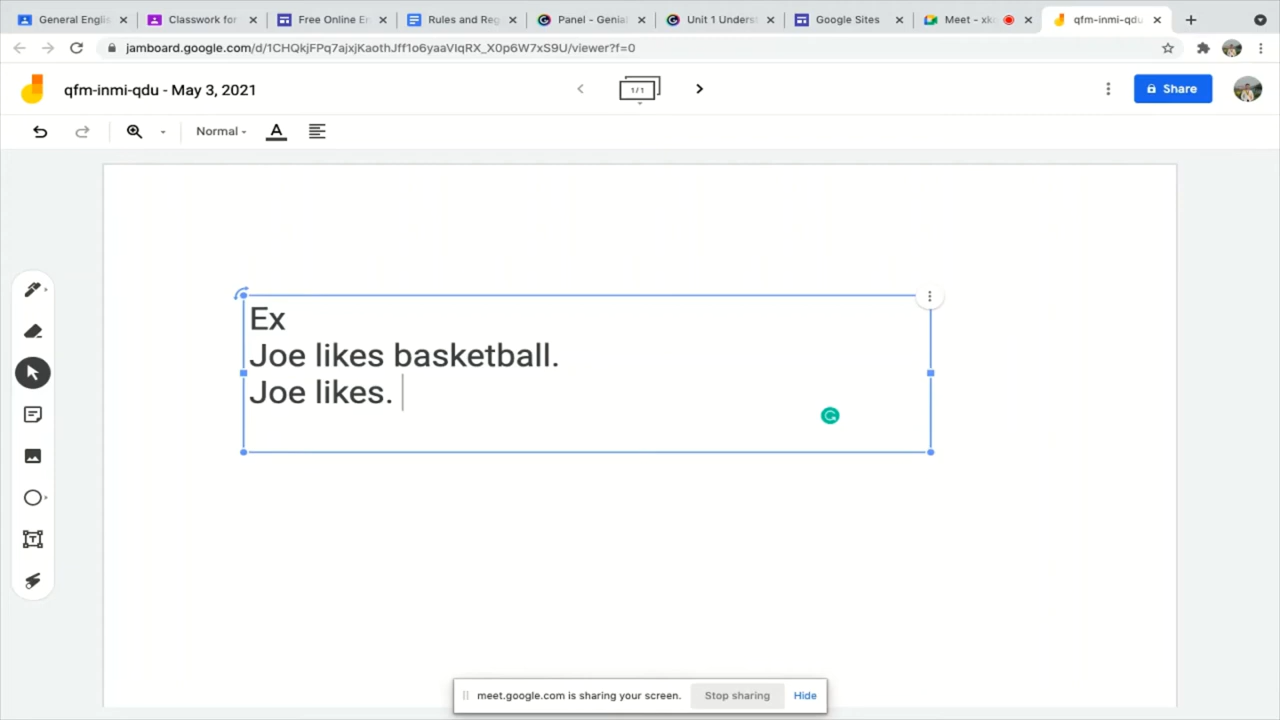 General Englis
Classwork for
Free Online En
Rules and Reg
Panel - Genial
Unit 1 Underst
Google Sites
Meet - xk
qfm-inmi-qdu
jamboard.google.com/d/1CHQkjFPq7ajxjKaothJff1o6yaaVIqRX_X0p6W7xS9U/viewer?f=0
qfm-inmi-qdu - May 3, 2021
1/1
Share
Normal
Ex
Joe likes basketball.
Joe likes.
meet.google.com is sharing your screen.
Stop sharing
Hide